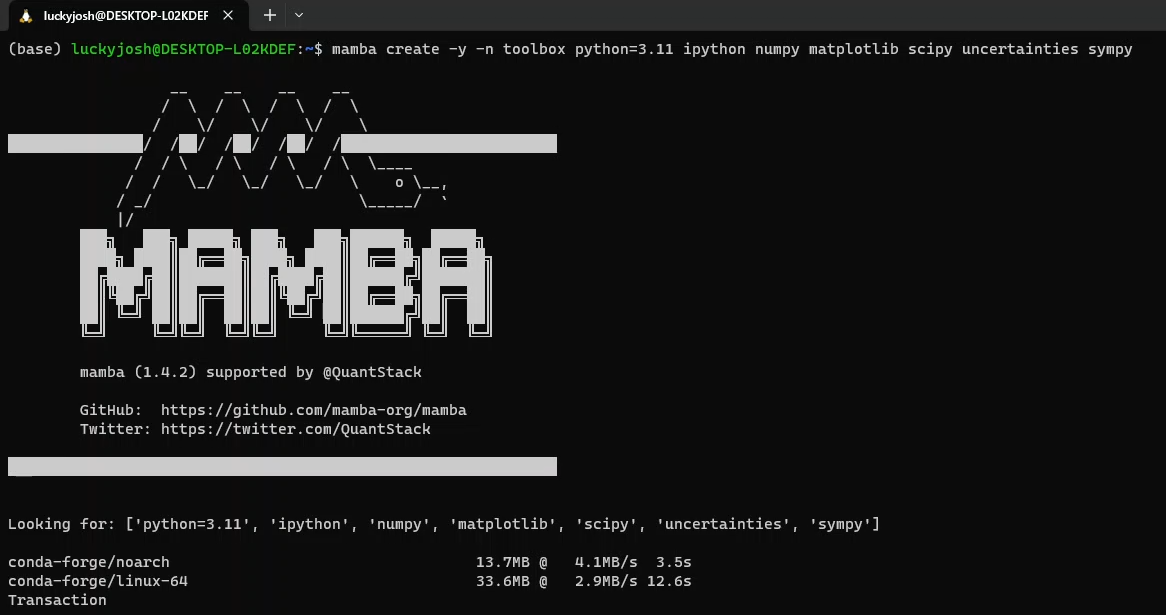 luckyjosh@DESKTOP-L02KDEF
(base) luckyjosh@DESKTOP-L02KDEF:~$ mamba create -y -n toolbox python=3.11 ipython numpy matplotlib scipy uncertainties sympy
MAMBA
mamba (1.4.2) supported by @QuantStack
GitHub:  https://github.com/mamba-org/mamba
Twitter: https://twitter.com/QuantStack
Looking for: ['python=3.11', 'ipython', 'numpy', 'matplotlib', 'scipy', 'uncertainties', 'sympy']
conda-forge/noarch 13.7MB @ 4.1MB/s 3.5s
conda-forge/linux-64 33.6MB @ 2.9MB/s 12.6s
Transaction